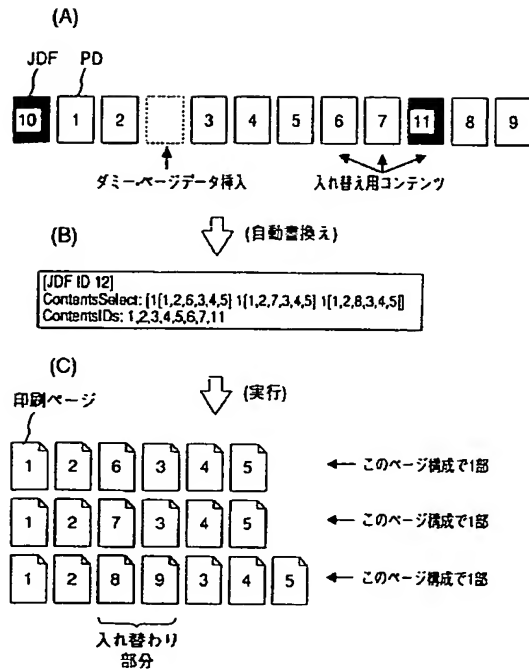 (A)
JDF PD
10 1 2 3 4 5 6 7 11 8 9
ダミーページデータ挿入 入れ替え用コンテンツ
(B) (自動書換え)
[JDF ID 12]
ContentsSelect: [1[1,2,6,3,4,5] 1[1,2,7,3,4,5] 1[1,2,8,3,4,5]]
ContentsIDs: 1,2,3,4,5,6,7,11
(C) (実行)
印刷ページ
1 2 6 3 4 5 ← このページ構成で1部
1 2 7 3 4 5 ← このページ構成で1部
1 2 8 9 3 4 5 ← このページ構成で1部
入れ替わり
部分